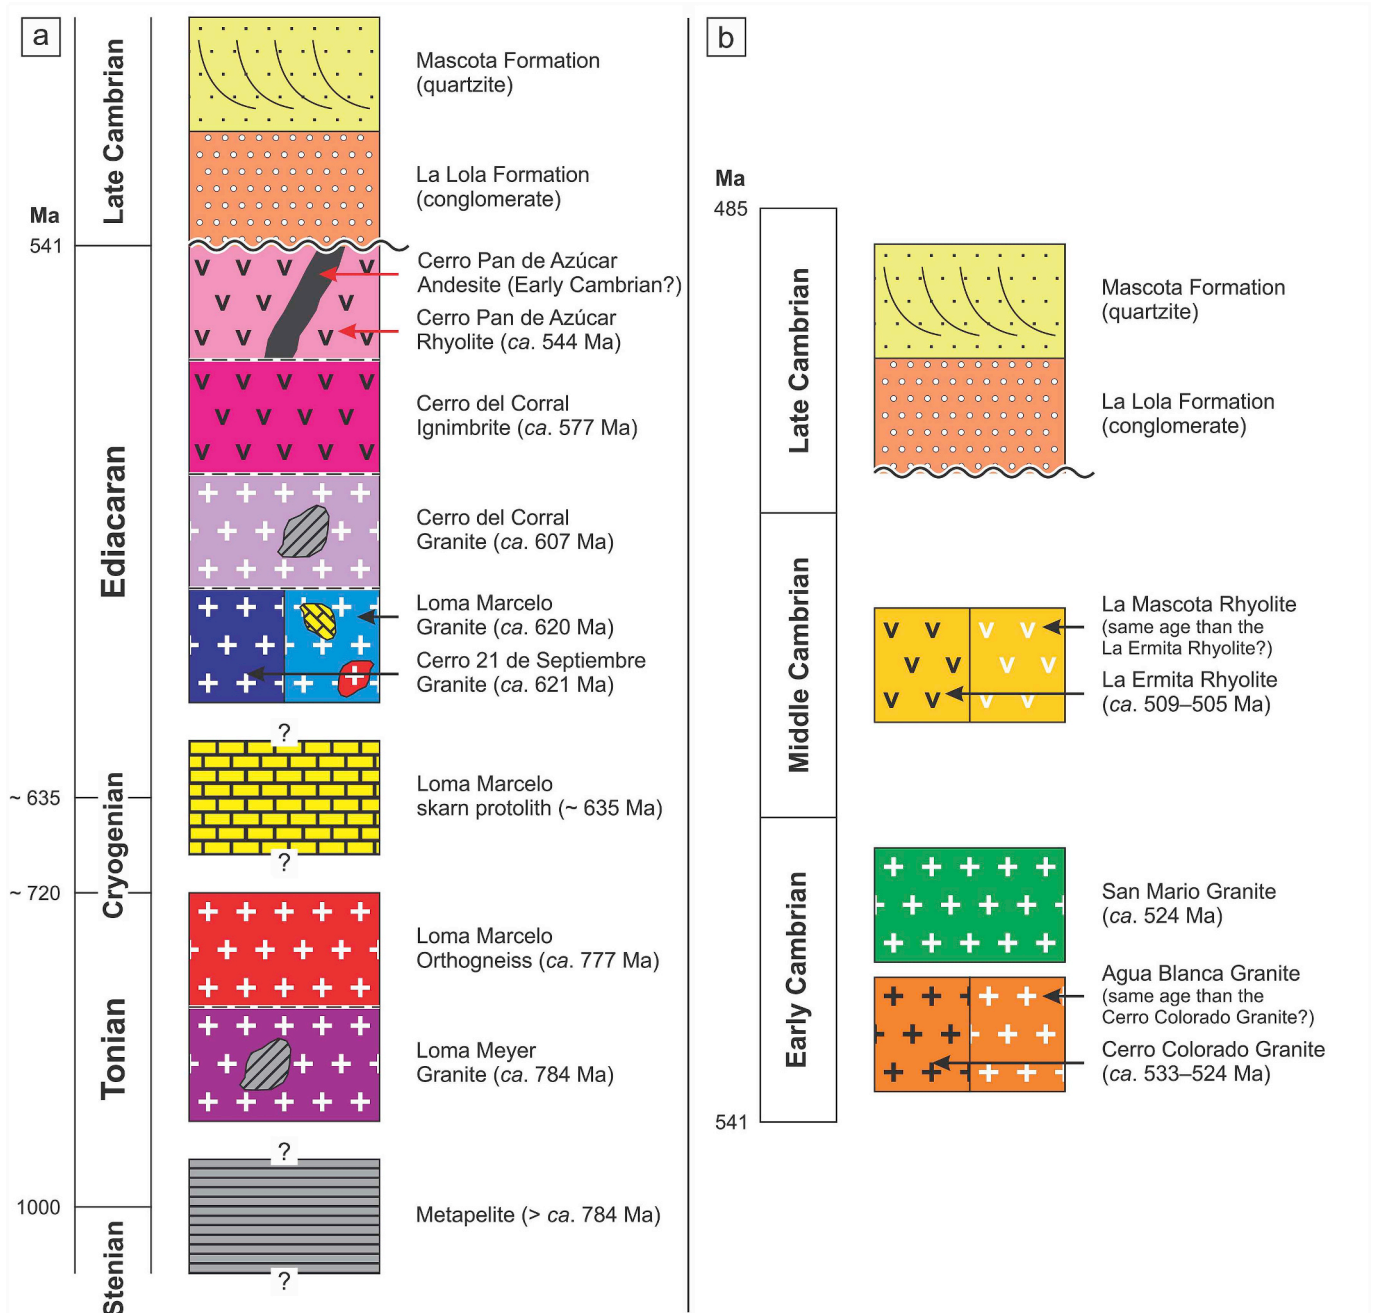 a
Late Cambrian
Ma
541
Ediacaran
~ 635
Cryogenian
~ 720
Tonian
1000
Stenian
Mascota Formation
(quartzite)
La Lola Formation
(conglomerate)
Cerro Pan de Azúcar
Andesite (Early Cambrian?)
Cerro Pan de Azúcar
Rhyolite (ca. 544 Ma)
Cerro del Corral
Ignimbrite (ca. 577 Ma)
Cerro del Corral
Granite (ca. 607 Ma)
Loma Marcelo
Granite (ca. 620 Ma)
Cerro 21 de Septiembre
Granite (ca. 621 Ma)
?
Loma Marcelo
skarn protolith (~ 635 Ma)
?
Loma Marcelo
Orthogneiss (ca. 777 Ma)
Loma Meyer
Granite (ca. 784 Ma)
?
Metapelite (> ca. 784 Ma)
?
b
Ma
485
Late Cambrian
Middle Cambrian
Early Cambrian
541
Mascota Formation
(quartzite)
La Lola Formation
(conglomerate)
La Mascota Rhyolite
(same age than the
La Ermita Rhyolite?)
La Ermita Rhyolite
(ca. 509–505 Ma)
San Mario Granite
(ca. 524 Ma)
Agua Blanca Granite
(same age than the
Cerro Colorado Granite?)
Cerro Colorado Granite
(ca. 533–524 Ma)